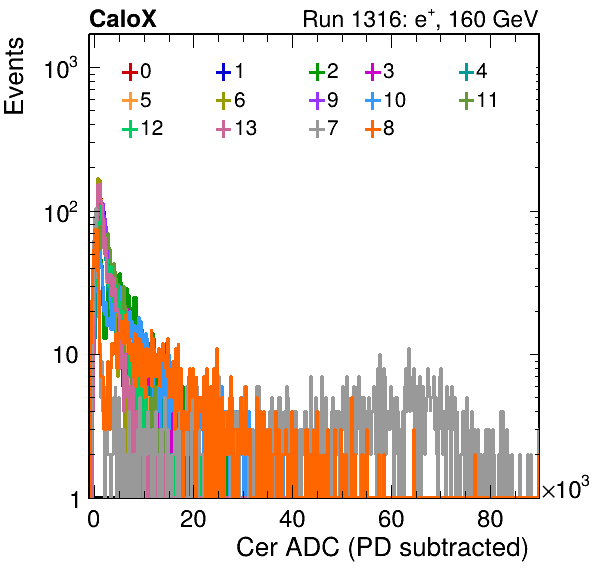 CaloX Run 1316: e+, 160 GeV
Events
10³
10²
10
1
0 1 2 3 4
5 6 9 10 11
12 13 7 8
0 20 40 60 80 ×10³
Cer ADC (PD subtracted)